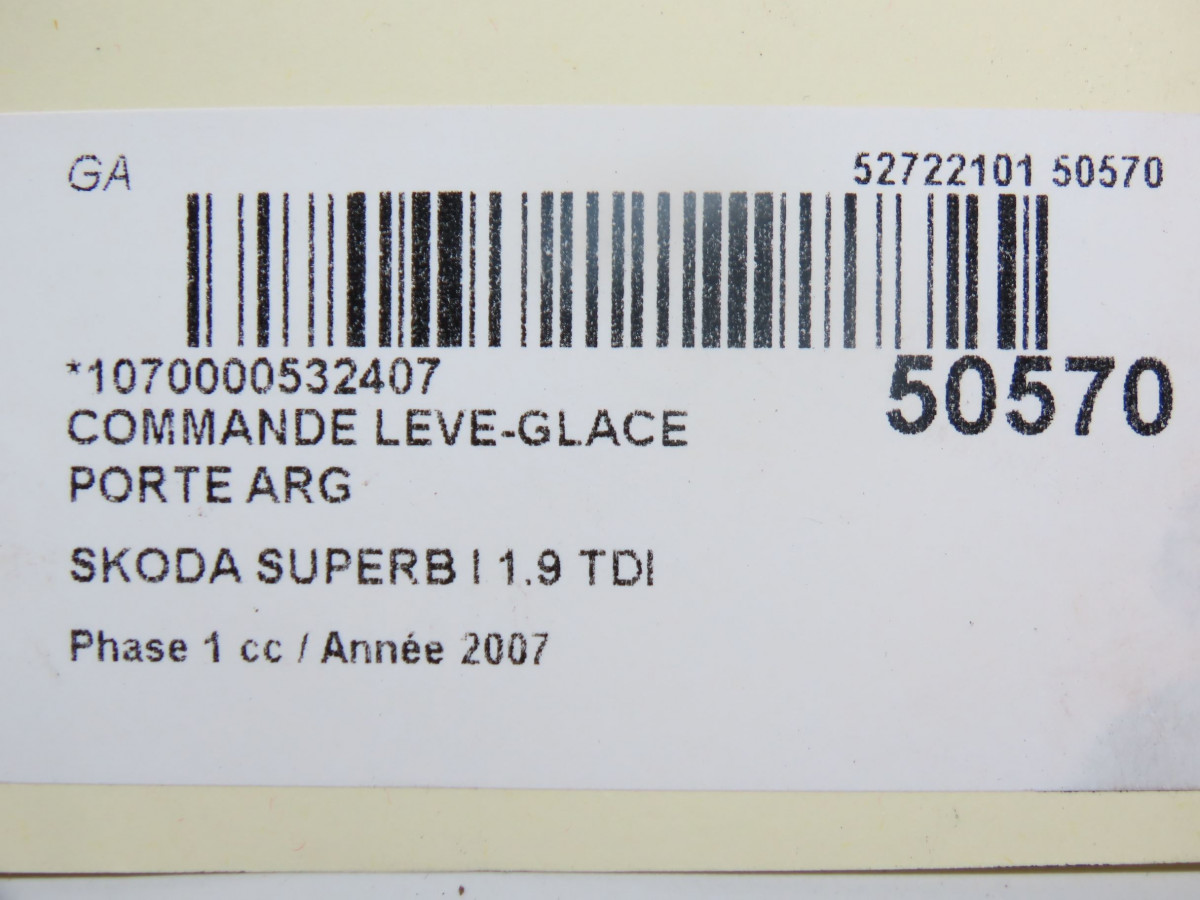 GA
52722101 50570
*1070000532407
50570
COMMANDE LEVE-GLACE
PORTE ARG
SKODA SUPERB I 1.9 TDI
Phase 1 cc / Année 2007